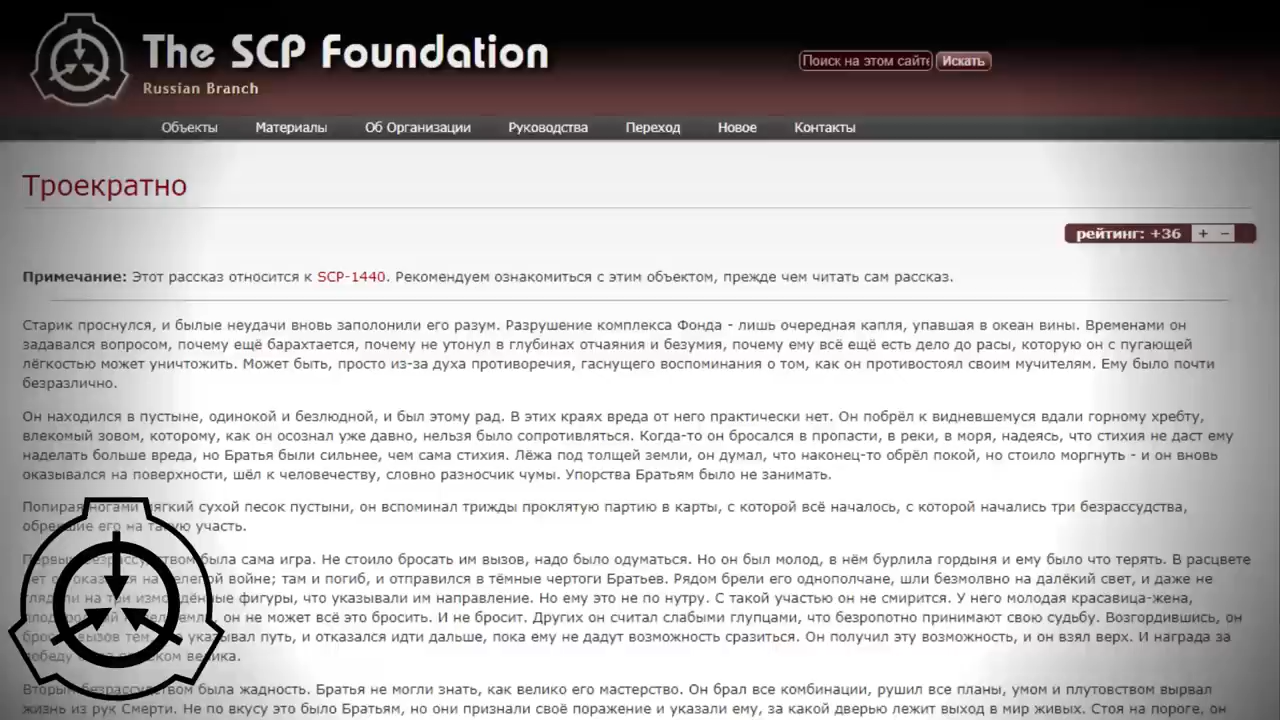 The SCP Foundation
Russian Branch
Поиск на этом сайте Искать
Объекты Материалы Об Организации Руководства Переход Новое Контакты
Троекратно
рейтинг: +36 + −
Примечание: Этот рассказ относится к SCP-1440. Рекомендуем ознакомиться с этим объектом, прежде чем читать сам рассказ.
Старик проснулся, и былые неудачи вновь заполонили его разум. Разрушение комплекса Фонда - лишь очередная капля, упавшая в океан вины. Временами он
задавался вопросом, почему ещё барахтается, почему не утонул в глубинах отчаяния и безумия, почему ему всё ещё есть дело до расы, которую он с пугающей
лёгкостью может уничтожить. Может быть, просто из-за духа противоречия, гаснущего воспоминания о том, как он противостоял своим мучителям. Ему было почти
безразлично.
Он находился в пустыне, одинокой и безлюдной, и был этому рад. В этих краях вреда от него практически нет. Он побрёл к видневшемуся вдали горному хребту,
влекомый зовом, которому, как он осознал уже давно, нельзя было сопротивляться. Когда-то он бросался в пропасти, в реки, в моря, надеясь, что стихия не даст ему
наделать больше вреда, но Братья были сильнее, чем сама стихия. Лёжа под толщей земли, он думал, что наконец-то обрёл покой, но стоило моргнуть - и он вновь
оказывался на поверхности, шёл к человечеству, словно разносчик чумы. Упорства Братьям было не занимать.
Попирая ногами мягкий сухой песок пустыни, он вспоминал трижды проклятую партию в карты, с которой всё началось, с которой начались три безрассудства,
обрекшие его на такую участь.
Первым безрассудством была сама игра. Не стоило бросать им вызов, надо было одуматься. Но он был молод, в нём бурлила гордыня и ему было что терять. В расцвете
лет он оказался на нелепой войне; там и погиб, и отправился в тёмные чертоги Братьев. Рядом брели его однополчане, шли безмолвно на далёкий свет, и даже не
глядели на три измождённые фигуры, что указывали им направление. Но ему это не по нутру. С такой участью он не смирится. У него молодая красавица-жена,
надел земли, он не может всё это бросить. И не бросит. Других он считал слабыми глупцами, что безропотно принимают свою судьбу. Возгордившись, он
бросил вызов тем, кто указывал путь, и отказался идти дальше, пока ему не дадут возможность сразиться. Он получил эту возможность, и он взял верх. И награда за
победу была слишком велика.
Вторым безрассудством была жадность. Братья не могли знать, как велико его мастерство. Он брал все комбинации, рушил все планы, умом и плутовством вырвал
жизнь из рук Смерти. Не по вкусу это было Братьям, но они признали своё поражение и указали ему, за какой дверью лежит выход в мир живых. Стоя на пороге, он